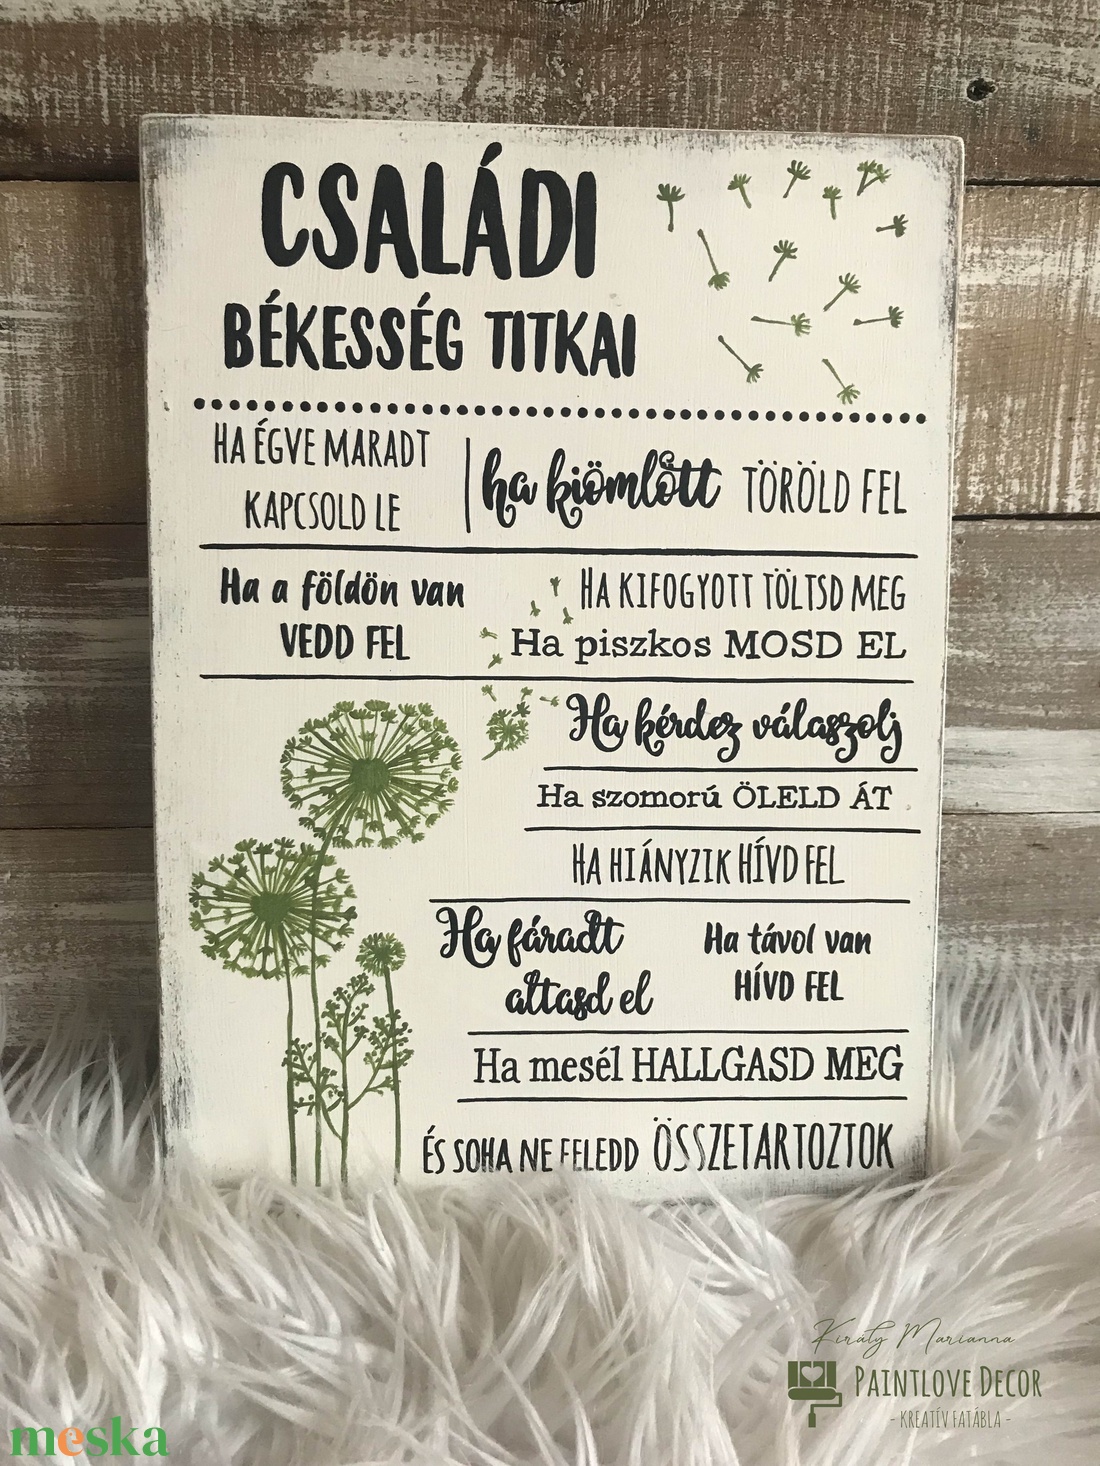 CSALÁDI
BÉKESSÉG TITKAI
HA ÉGVE MARADT
KAPCSOLD LE
ha kiömlött TÖRÖLD FEL
Ha a földön van
VEDD FEL
HA KIFOGYOTT TÖLTSD MEG
Ha piszkos MOSD EL
Ha kérdez válaszolj
Ha szomorú ÖLELD ÁT
HA HIÁNYZIK HÍVD FEL
Ha fáradt
altasd el
Ha távol van
HÍVD FEL
Ha mesél HALLGASD MEG
ÉS SOHA NE FELEDD ÖSSZETARTOZTOK
Király Marianna
PAINTLOVE DECOR
- KREATÍV FATÁBLA -
meska